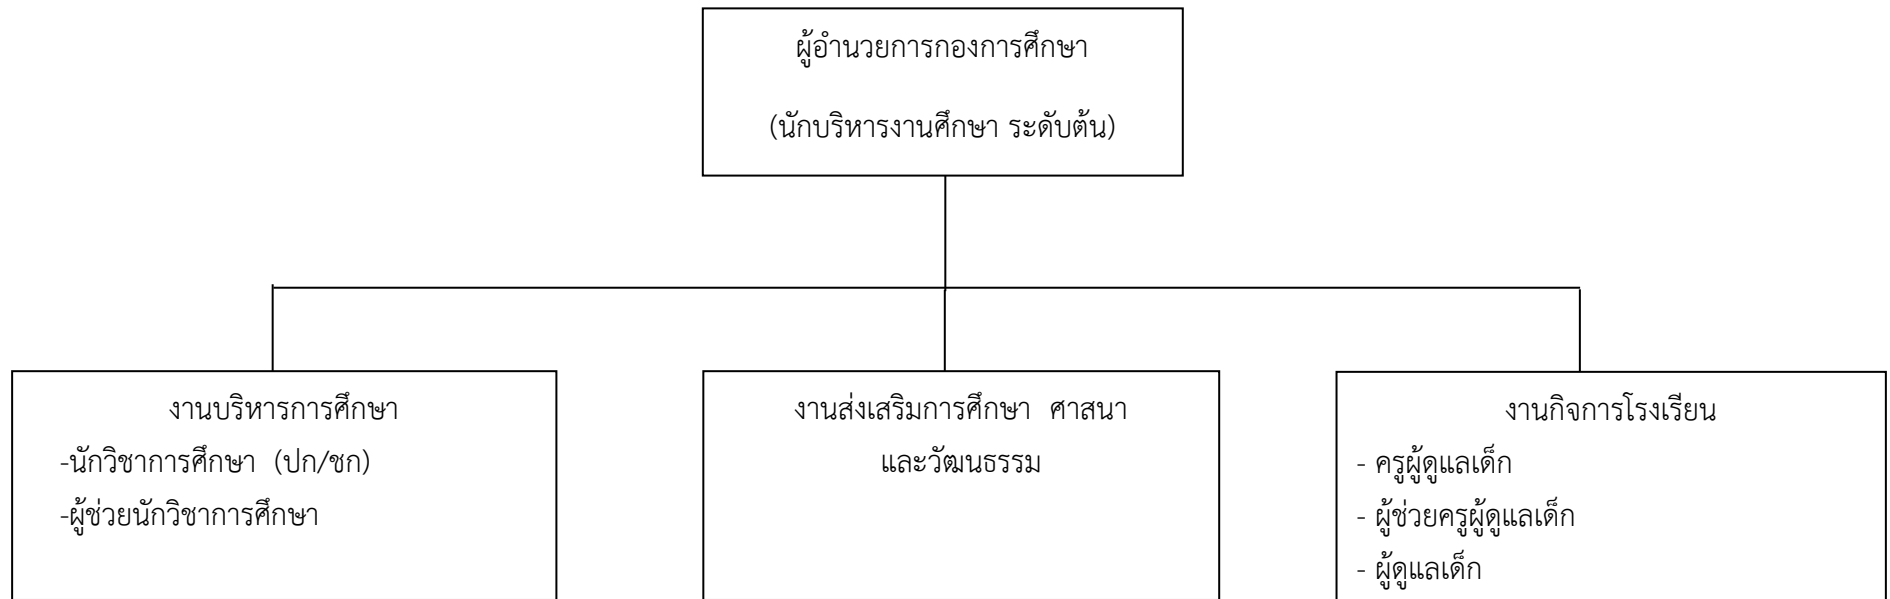 ผู้อำนวยการกองการศึกษา
(นักบริหารงานศึกษา ระดับต้น)
งานบริหารการศึกษา
-นักวิชาการศึกษา (ปก/ชก)
-ผู้ช่วยนักวิชาการศึกษา
งานส่งเสริมการศึกษา ศาสนา
และวัฒนธรรม
งานกิจการโรงเรียน
- ครูผู้ดูแลเด็ก
- ผู้ช่วยครูผู้ดูแลเด็ก
- ผู้ดูแลเด็ก